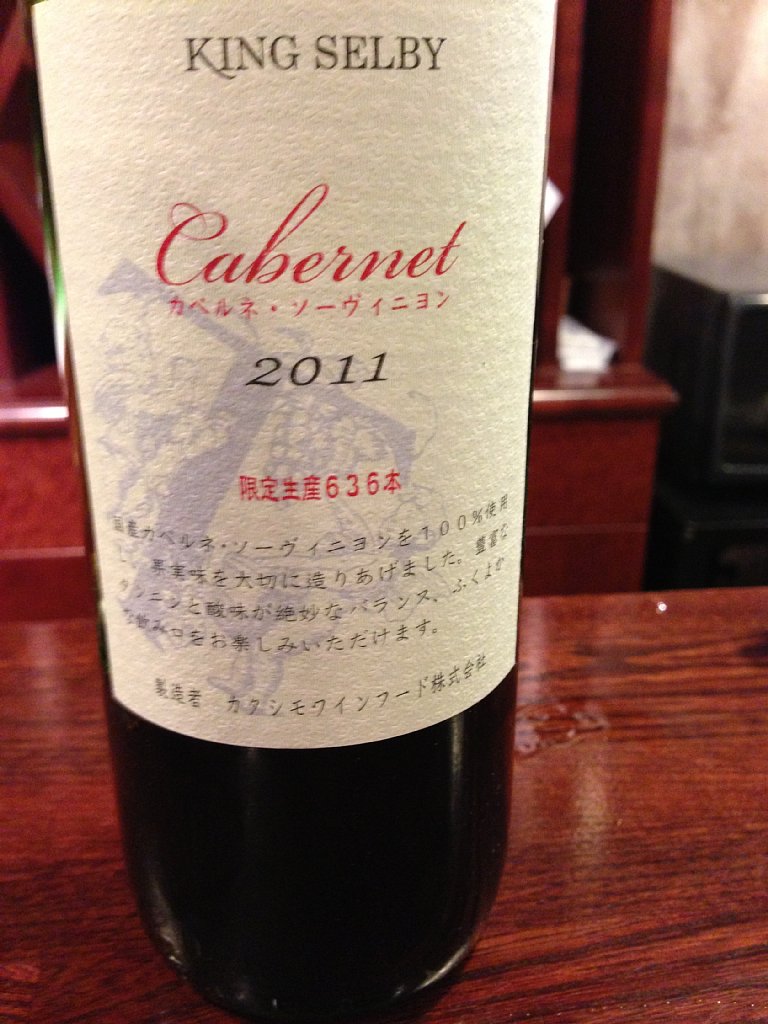 KING SELBY
Cabernet
カベルネ・ソーヴィニヨン
2011
限定生産636本
国産カベルネ・ソーヴィニヨンを100%使用
し、果実味を大切に造りあげました。豊富な
タンニンと酸味が絶妙なバランス、ふくよか
な飲み口をお楽しみいただけます。
製造者 カクシモワインフード株式会社